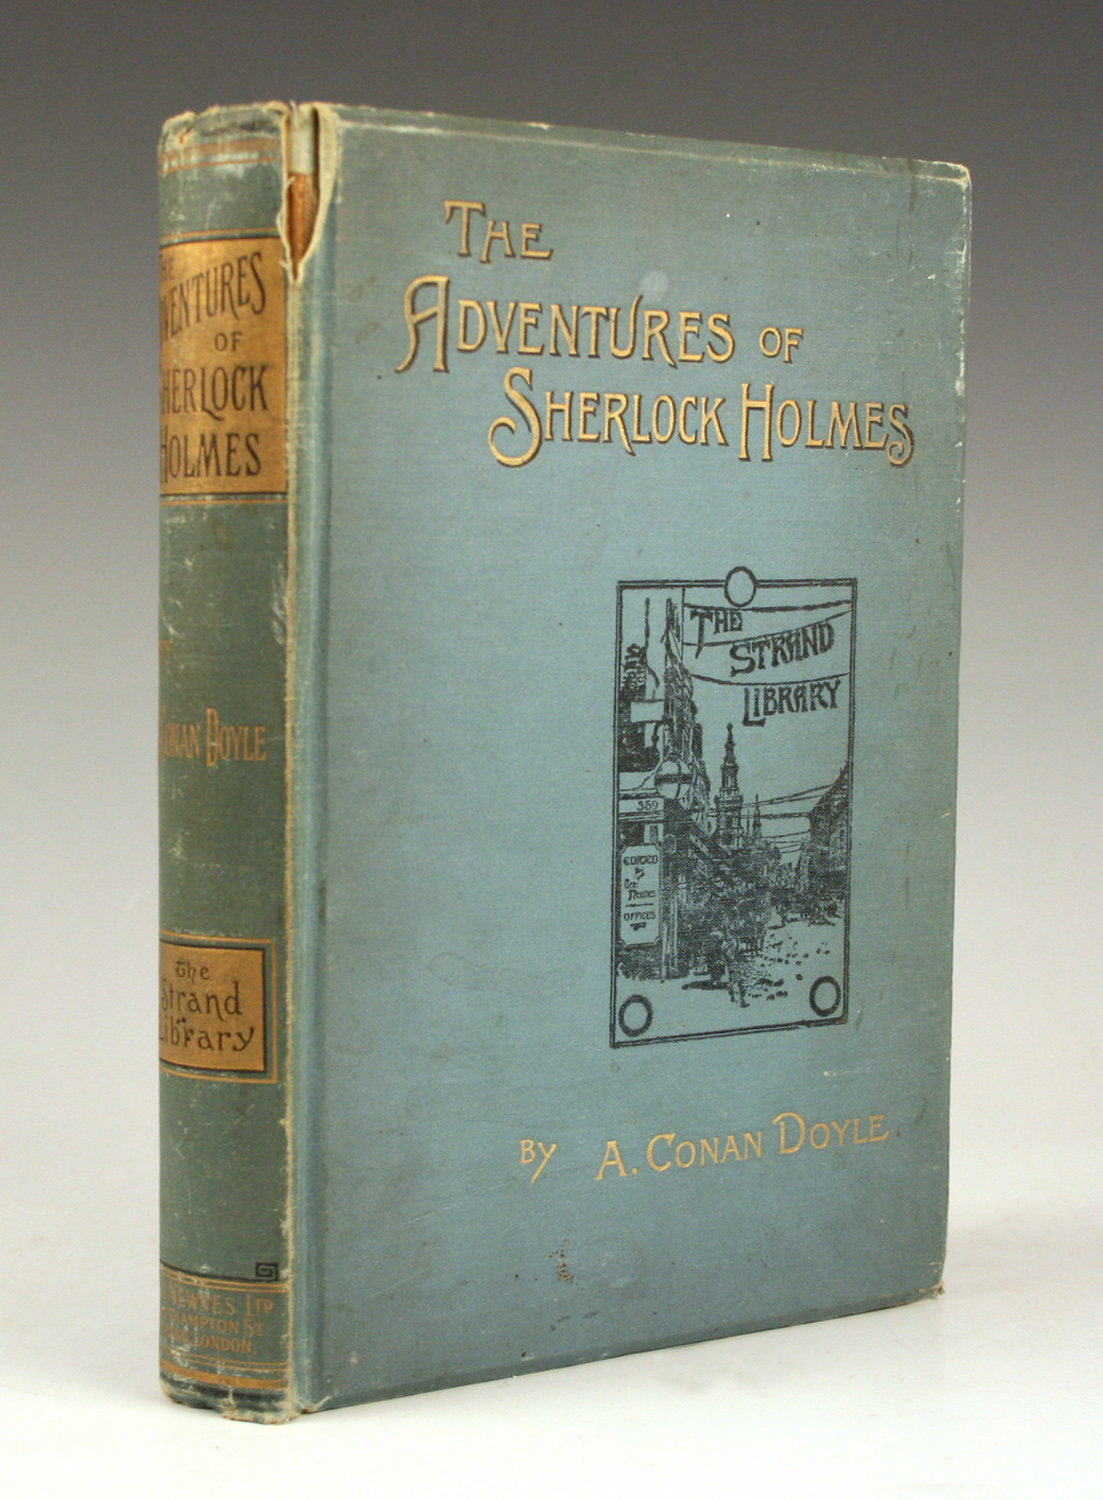 THE
ADVENTURES OF
SHERLOCK HOLMES
THE
STRAND
LIBRARY
359
EDITED
by
OFFICES
BY A. CONAN DOYLE.
ADVENTURES
OF
SHERLOCK
HOLMES
CONAN DOYLE
The
Strand
Library
NEWNES LTD
LONDON.